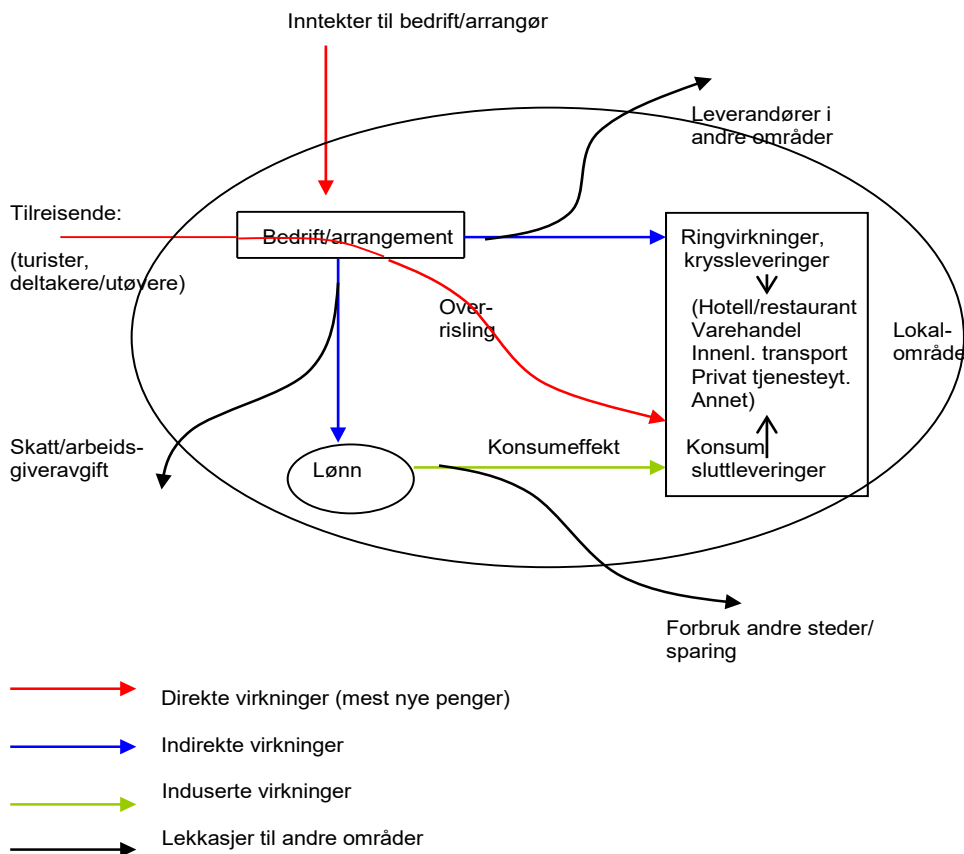 Inntekter til bedrift/arrangør
Leverandører i
andre områder
Tilreisende:
(turister,
deltakere/utøvere)
Bedrift/arrangement
Ringvirkninger,
kryssleveringer
(Hotell/restaurant
Varehandel
Innenl. transport
Privat tjenesteyt.
Annet)
Konsum
sluttleveringer
Over-
risling
Lokal-
område
Skatt/arbeids-
giveravgift
Lønn
Konsumeffekt
Forbruk andre steder/
sparing
Direkte virkninger (mest nye penger)
Indirekte virkninger
Induserte virkninger
Lekkasjer til andre områder